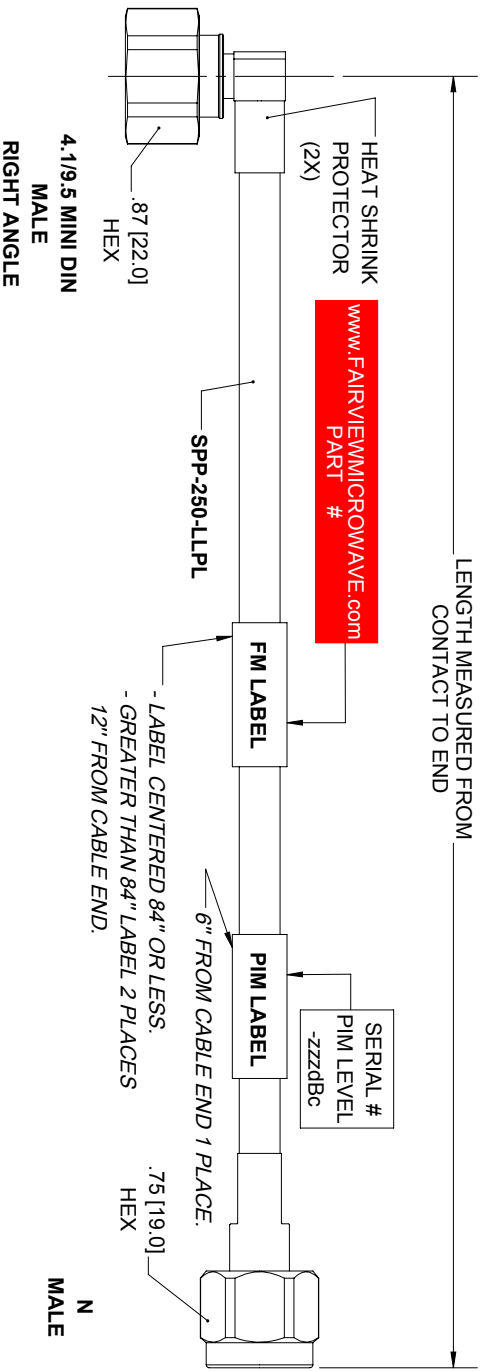 LENGTH MEASURED FROM
CONTACT TO END
HEAT SHRINK
PROTECTOR
(2X)
www.FAIRVIEWMICROWAVE.com
PART #
SERIAL #
PIM LEVEL
-zzzdBc
FM LABEL
PIM LABEL
SPP-250-LLPL
6" FROM CABLE END 1 PLACE.
- LABEL CENTERED 84" OR LESS.
- GREATER THAN 84" LABEL 2 PLACES
12" FROM CABLE END.
.87 [22.0]
HEX
4.1/9.5 MINI DIN
MALE
RIGHT ANGLE
.75 [19.0]
HEX
N
MALE